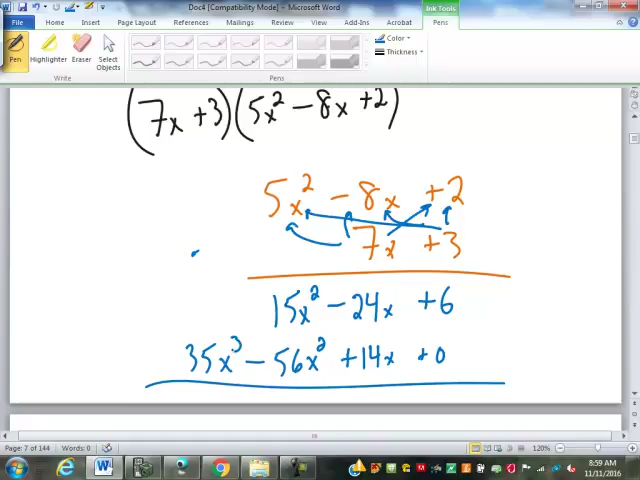 Doc4 [Compatibility Mode] - Microsoft Word
Ink Tools
File Home Insert Page Layout References Mailings Review View Add-Ins Acrobat Pens
Pen Highlighter Eraser Select Objects
Color
Thickness
Write Pens
(7x +3)(5x² −8x +2)
5x² −8x +2
7x +3
15x² −24x +6
35x³ −56x² +14x +0
Page: 7 of 144 Words: 0 120%
8:59 AM
11/11/2016